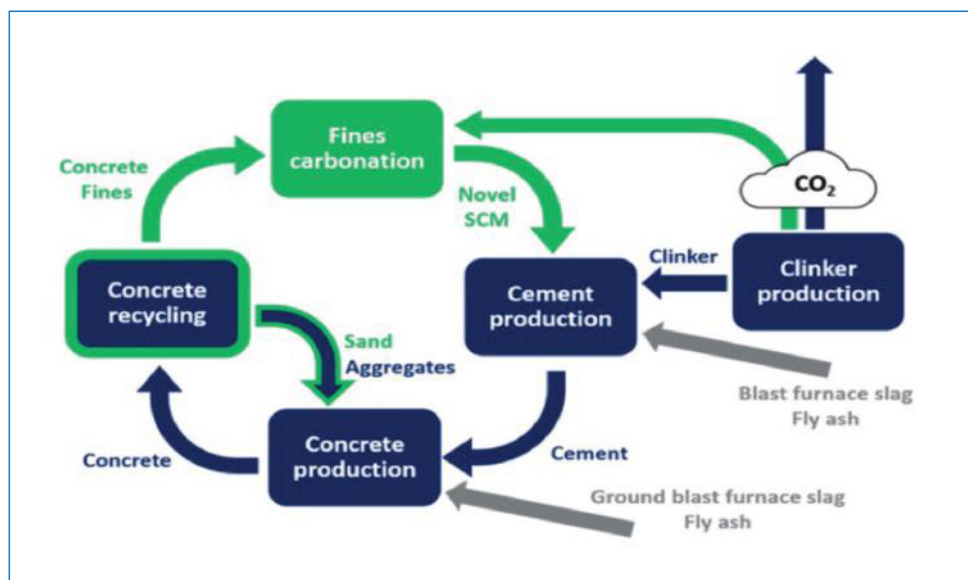 Fines
carbonation
Concrete
Fines
CO₂
Novel
SCM
Clinker
Clinker
production
Concrete
recycling
Cement
production
Sand
Aggregates
Blast furnace slag
Fly ash
Concrete
Concrete
production
Cement
Ground blast furnace slag
Fly ash